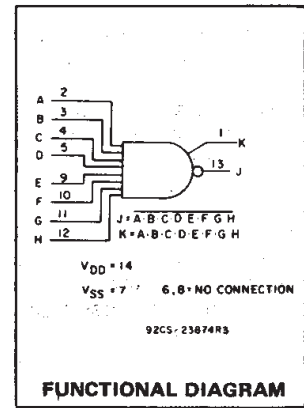 A 2
B 3
C 4
D 5
E 9
F 10
G 11
H 12
1 K
13 J
J=A·B·C·D·E·F·G·H
K=A·B·C·D·E·F·G·H
VDD = 14
VSS = 7 6,8= NO CONNECTION
92CS-23874R3
FUNCTIONAL DIAGRAM